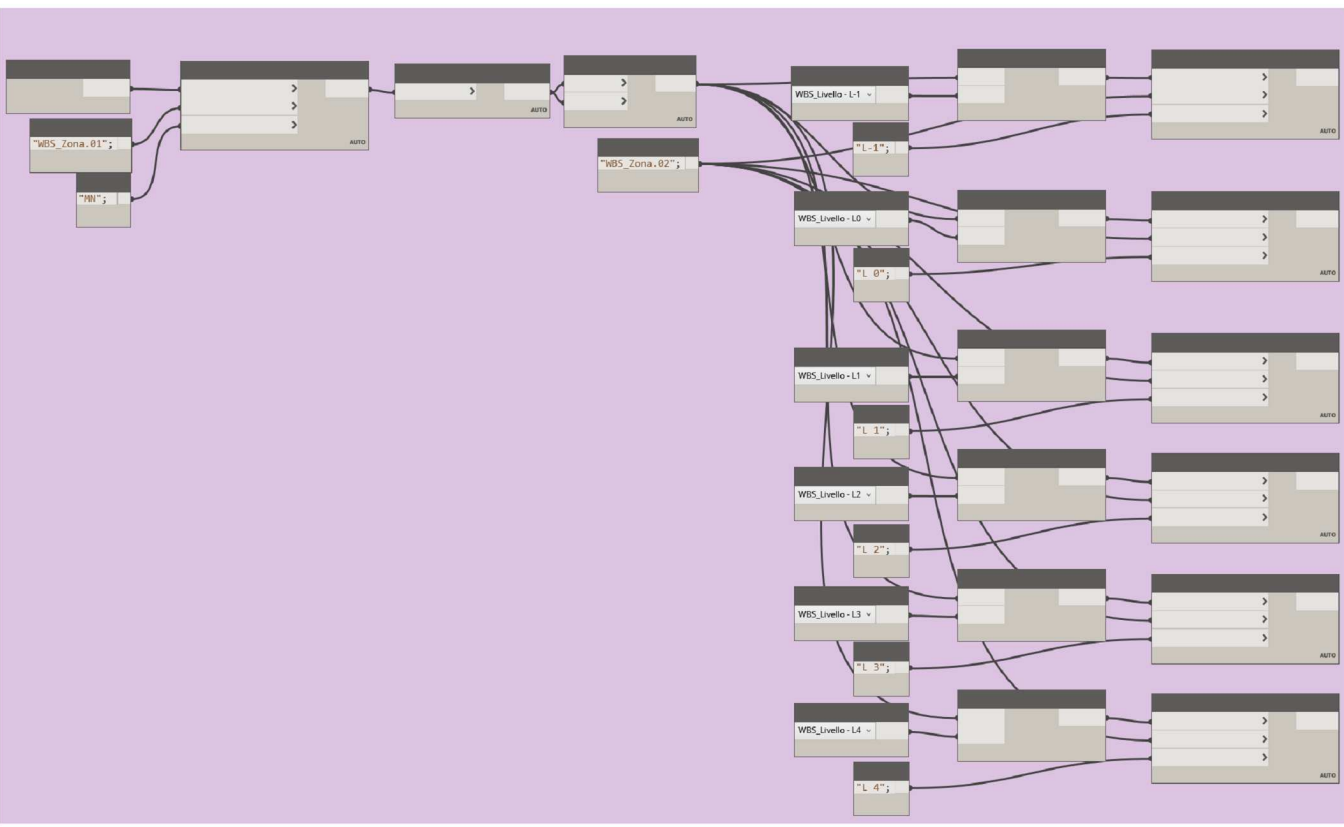 AUTO
"WBS_Zona.01";
"MN";
AUTO
AUTO
"WBS_Zona.02";
WBS_Livello - L-1
"L-1";
AUTO
WBS_Livello - L0
"L 0";
AUTO
WBS_Livello - L1
"L 1";
AUTO
WBS_Livello - L2
"L 2";
AUTO
WBS_Livello - L3
"L 3";
AUTO
WBS_Livello - L4
"L 4";
AUTO